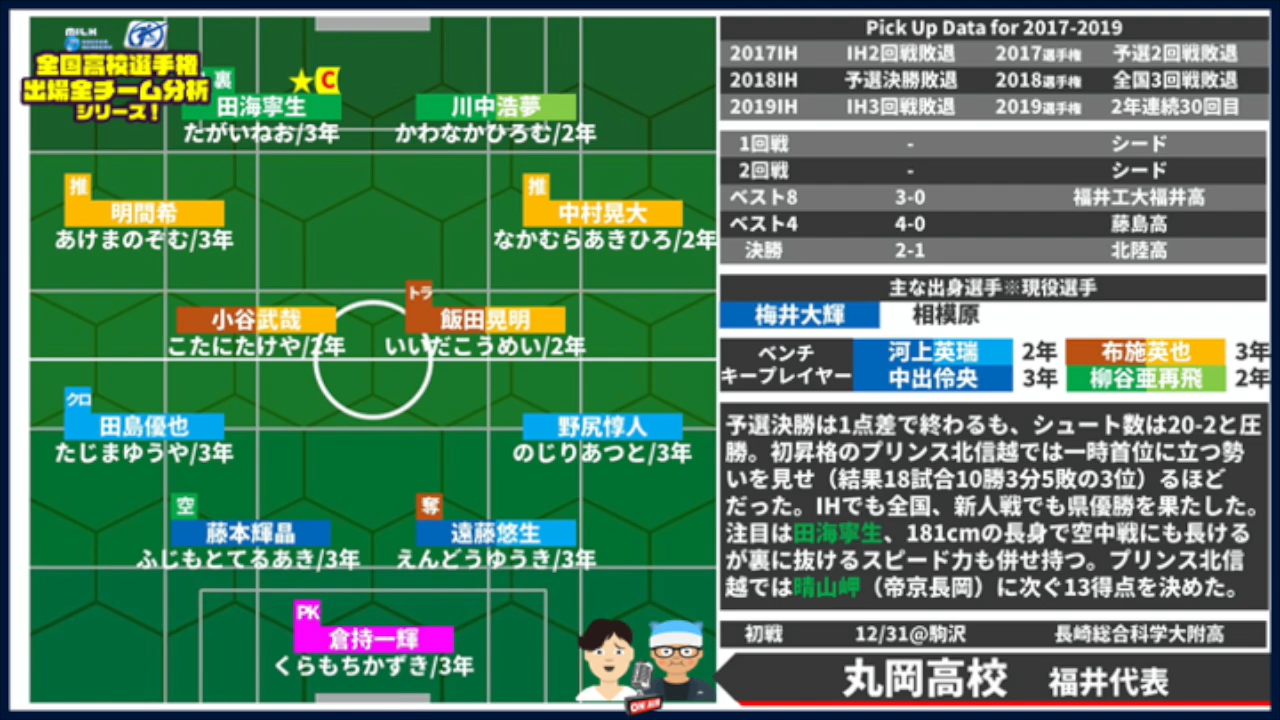 MILK
全国高校選手権
出場全チーム分析
シリーズ！
裏
★C
田海寧生
たがいねお/3年
川中浩夢
かわなかひろむ/2年
推
明間希
あけまのぞむ/3年
推
中村晃大
なかむらあきひろ/2年
小谷武哉
こたにたけや/2年
トラ
飯田晃明
いいだこうめい/2年
クロ
田島優也
たじまゆうや/3年
野尻惇人
のじりあつと/3年
空
藤本輝晶
ふじもとてるあき/3年
奪
遠藤悠生
えんどうゆうき/3年
PK
倉持一輝
くらもちかずき/3年
ON AIR
Pick Up Data for 2017-2019
2017IH IH2回戦敗退 2017選手権 予選2回戦敗退
2018IH 予選決勝敗退 2018選手権 全国3回戦敗退
2019IH IH3回戦敗退 2019選手権 2年連続30回目
1回戦 - シード
2回戦 - シード
ベスト8 3-0 福井工大福井高
ベスト4 4-0 藤島高
決勝 2-1 北陸高
主な出身選手※現役選手
梅井大輝 相模原
ベンチ
キープレイヤー
河上英瑞 2年 布施英也 3年
中出伶央 3年 柳谷亜再飛 2年
予選決勝は1点差で終わるも、シュート数は20-2と圧
勝。初昇格のプリンス北信越では一時首位に立つ勢
いを見せ（結果18試合10勝3分5敗の3位）るほど
だった。IHでも全国、新人戦でも県優勝を果たした。
注目は田海寧生、181cmの長身で空中戦にも長ける
が裏に抜けるスピード力も併せ持つ。プリンス北信
越では晴山岬（帝京長岡）に次ぐ13得点を決めた。
初戦 12/31@駒沢 長崎総合科学大附高
丸岡高校 福井代表